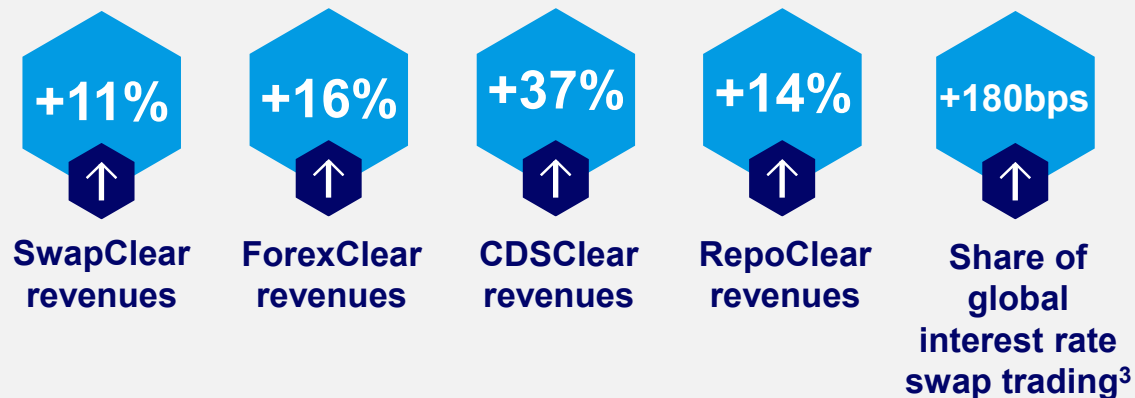 +11%
SwapClear
revenues
+16%
ForexClear
revenues
+37%
CDSClear
revenues
+14%
RepoClear
revenues
+180bps
Share of
global
interest rate
swap trading³